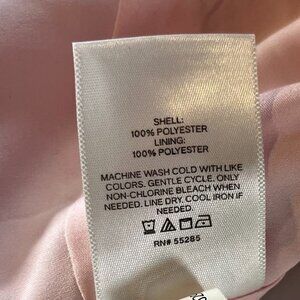 SHELL:
100% POLYESTER
LINING:
100% POLYESTER
MACHINE WASH COLD WITH LIKE
COLORS. GENTLE CYCLE. ONLY
NON-CHLORINE BLEACH WHEN
NEEDED. LINE DRY. COOL IRON IF
NEEDED.
RN# 55285